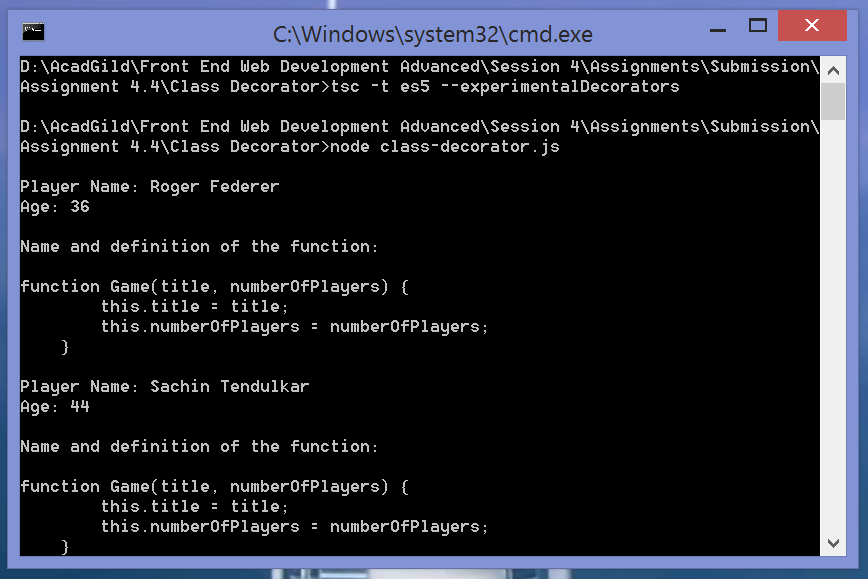 C:\Windows\system32\cmd.exe
D:\AcadGild\Front End Web Development Advanced\Session 4\Assignments\Submission\
Assignment 4.4\Class Decorator>tsc -t es5 --experimentalDecorators
D:\AcadGild\Front End Web Development Advanced\Session 4\Assignments\Submission\
Assignment 4.4\Class Decorator>node class-decorator.js
Player Name: Roger Federer
Age: 36
Name and definition of the function:
function Game(title, numberOfPlayers) {
        this.title = title;
        this.numberOfPlayers = numberOfPlayers;
    }
Player Name: Sachin Tendulkar
Age: 44
Name and definition of the function:
function Game(title, numberOfPlayers) {
        this.title = title;
        this.numberOfPlayers = numberOfPlayers;
    }